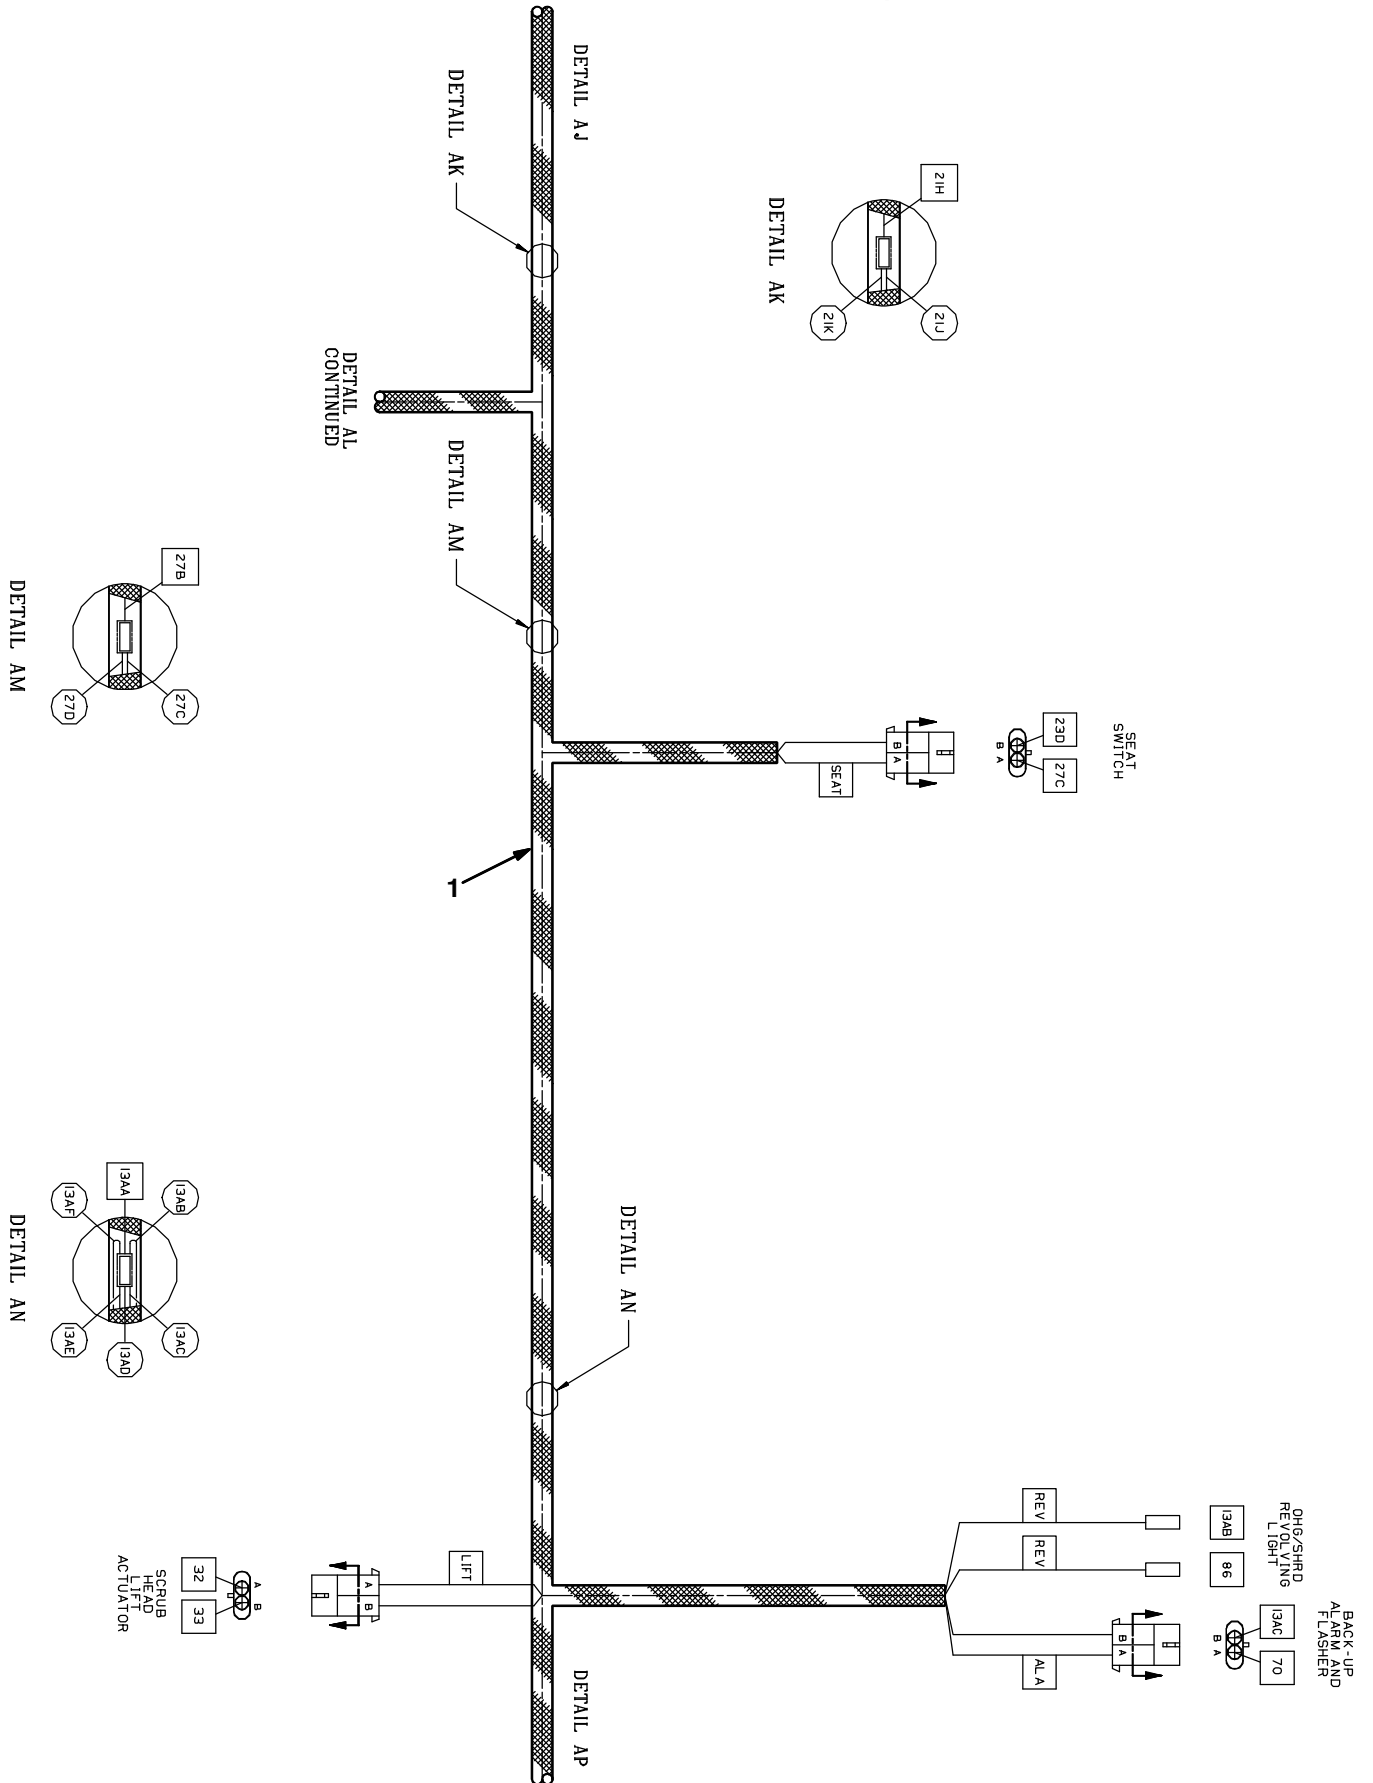 DETAIL AJ
DETAIL AK
21H
21J
21K
DETAIL AK
DETAIL AL
CONTINUED
DETAIL AM
27B
27C
27D
DETAIL AM
SEAT
SWITCH
23D
27C
B A
B A
SEAT
1
DETAIL AN
13AA
13AB
13AF
13AC
13AD
13AE
DETAIL AN
OHG/SHRD
REVOLVING
LIGHT
13AB
86
REV
REV
BACK-UP
ALARM AND
FLASHER
13AC
70
B A
B A
ALA
LIFT
A B
A B
32
33
SCRUB
HEAD
LIFT
ACTUATOR
DETAIL AP